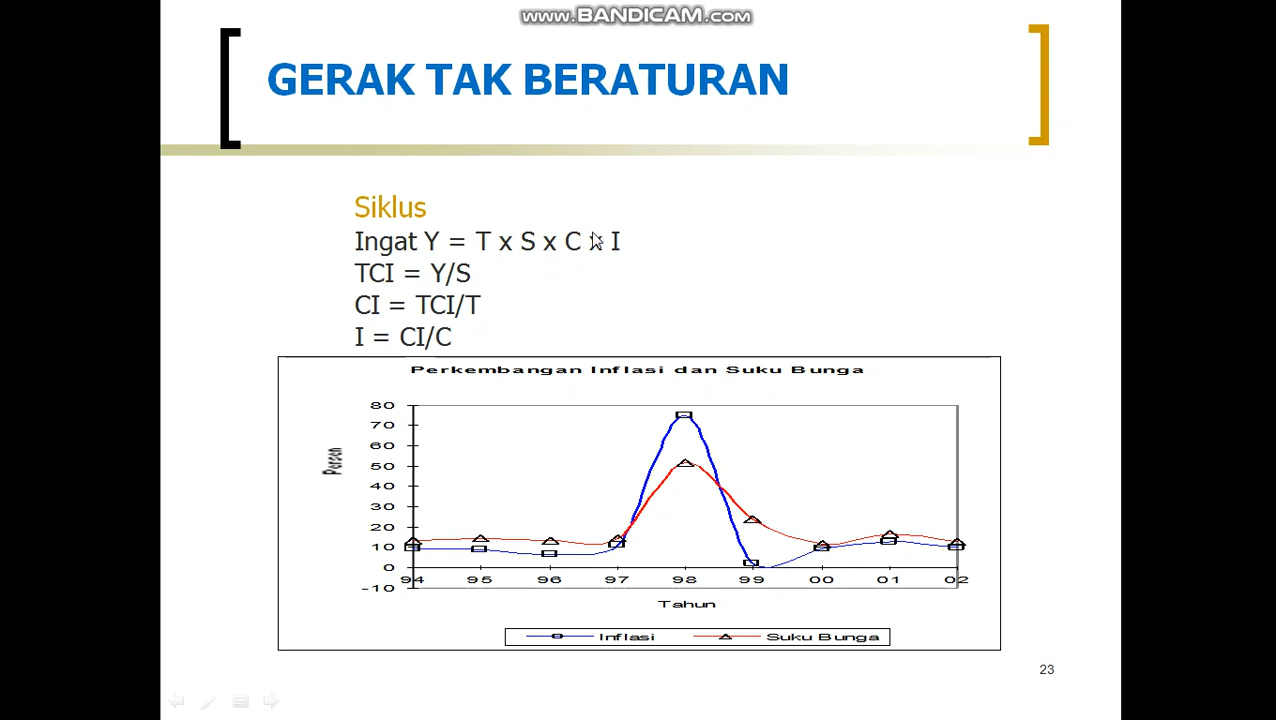 www.BANDICAM.com
GERAK TAK BERATURAN
Siklus
Ingat Y = T x S x C x I
TCI = Y/S
CI = TCI/T
I = CI/C
Perkembangan Inflasi dan Suku Bunga
80
70
60
50
40
30
20
10
0
-10
Persen
94 95 96 97 98 99 00 01 02
Tahun
Inflasi Suku Bunga
23